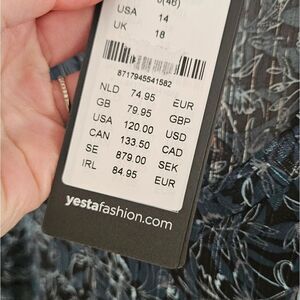 USA 14
UK 18
8717945541582
NLD 74.95 EUR
GB 79.95 GBP
USA 120.00 USD
CAN 133.50 CAD
SE 879.00 SEK
IRL 84.95 EUR
yestafashion.com